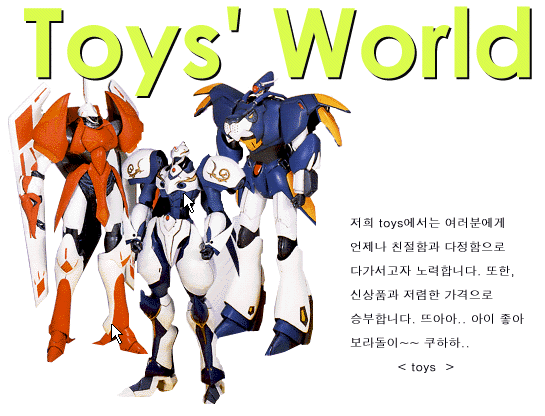 Toys' World
저희 toys에서는 여러분에게
언제나 친절함과 다정함으로
다가서고자 노력합니다. 또한,
신상품과 저렴한 가격으로
승부합니다. 뜨아아.. 아이 좋아
보라돌이~~ 쿠하하..
< toys >